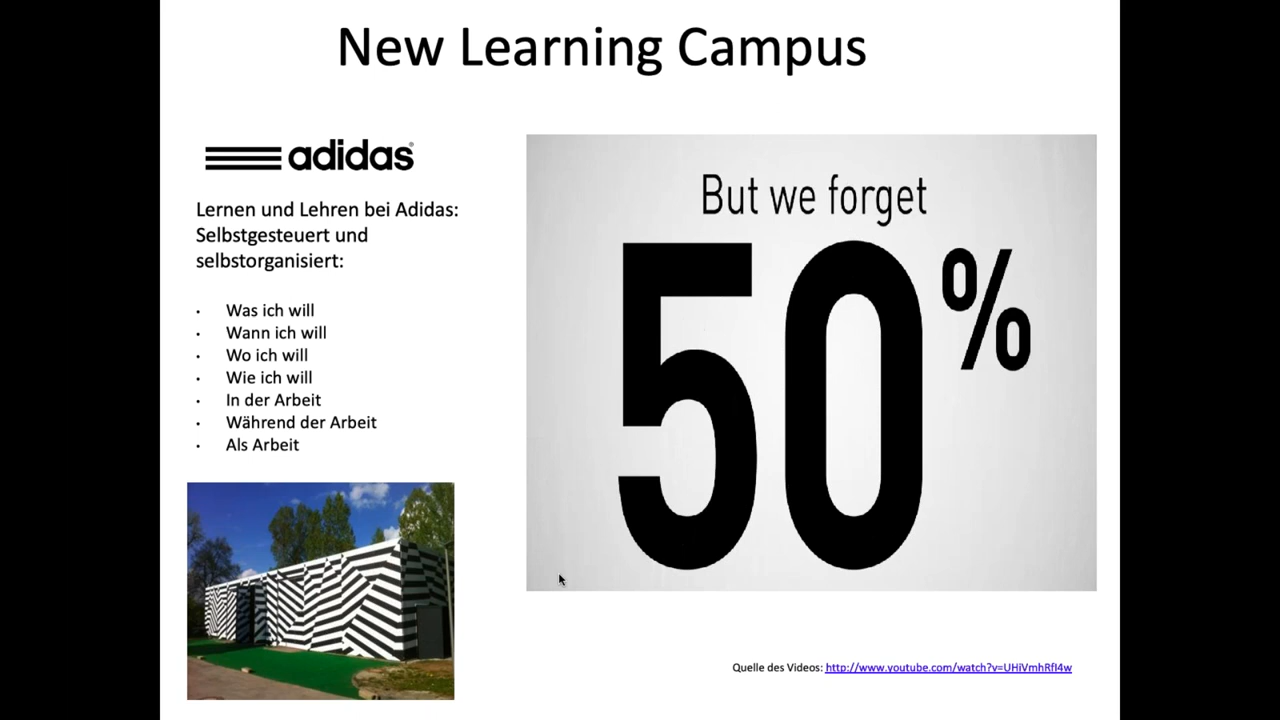 New Learning Campus
adidas®
Lernen und Lehren bei Adidas:
Selbstgesteuert und
selbstorganisiert:
• Was ich will
• Wann ich will
• Wo ich will
• Wie ich will
• In der Arbeit
• Während der Arbeit
• Als Arbeit
But we forget
50%
Quelle des Videos: http://www.youtube.com/watch?v=UHiVmhRfI4w